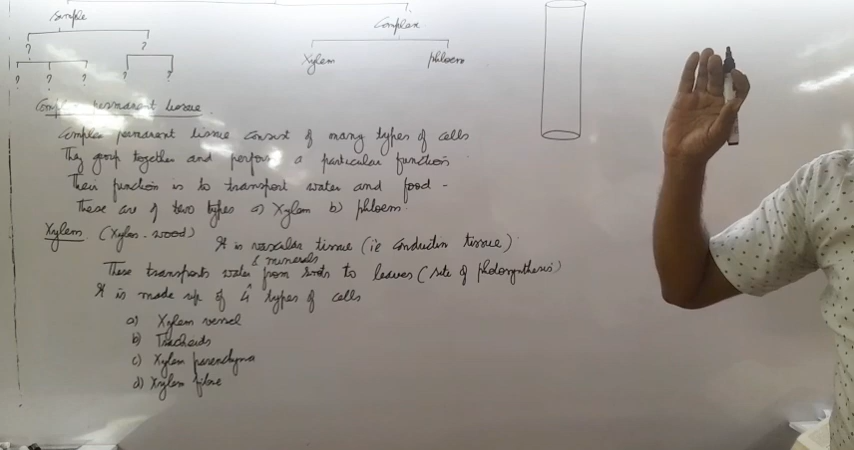 Simple
Complex
? ?
Xylem phloem
? ? ? ? ?
Complex permanent tissue
Complex permanent tissue consist of many types of cells
They group together and perform a particular function
Their function is to transport water and food -
These are of two types a) Xylem b) phloem.
Xylem (Xylos - wood) It is vascular tissue (ie conductin tissue)
& minerals
These transports water from roots to leaves (site of photosynthesis)
It is made up of 4 types of cells
a) Xylem vessel
b) Tracheids
c) Xylem parenchyma
d) Xylem fibre